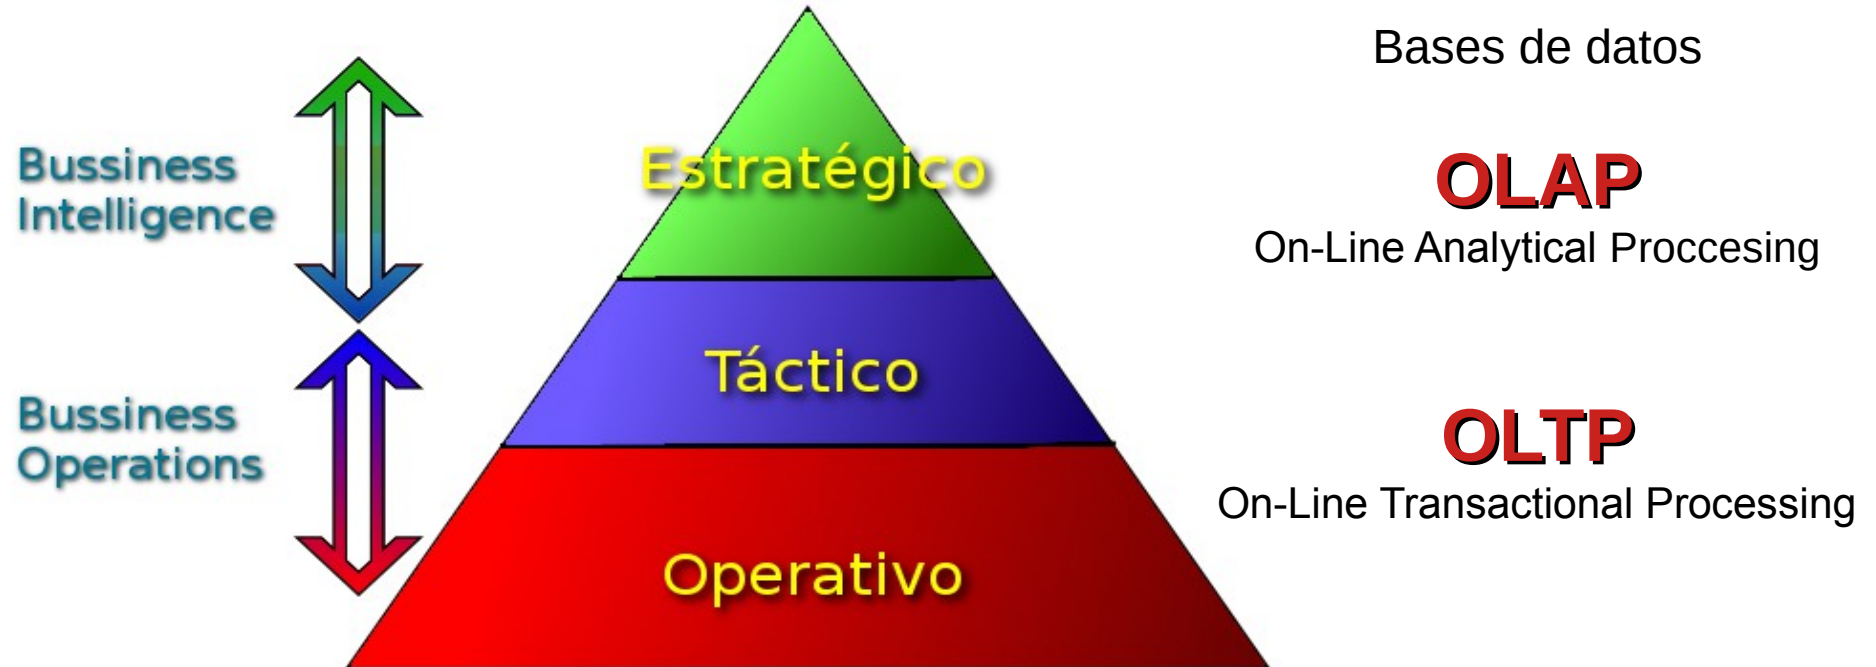 Bussiness
Intelligence
Bussiness
Operations
Estratégico
Táctico
Operativo
Bases de datos
OLAP
On-Line Analytical Proccesing
OLTP
On-Line Transactional Processing